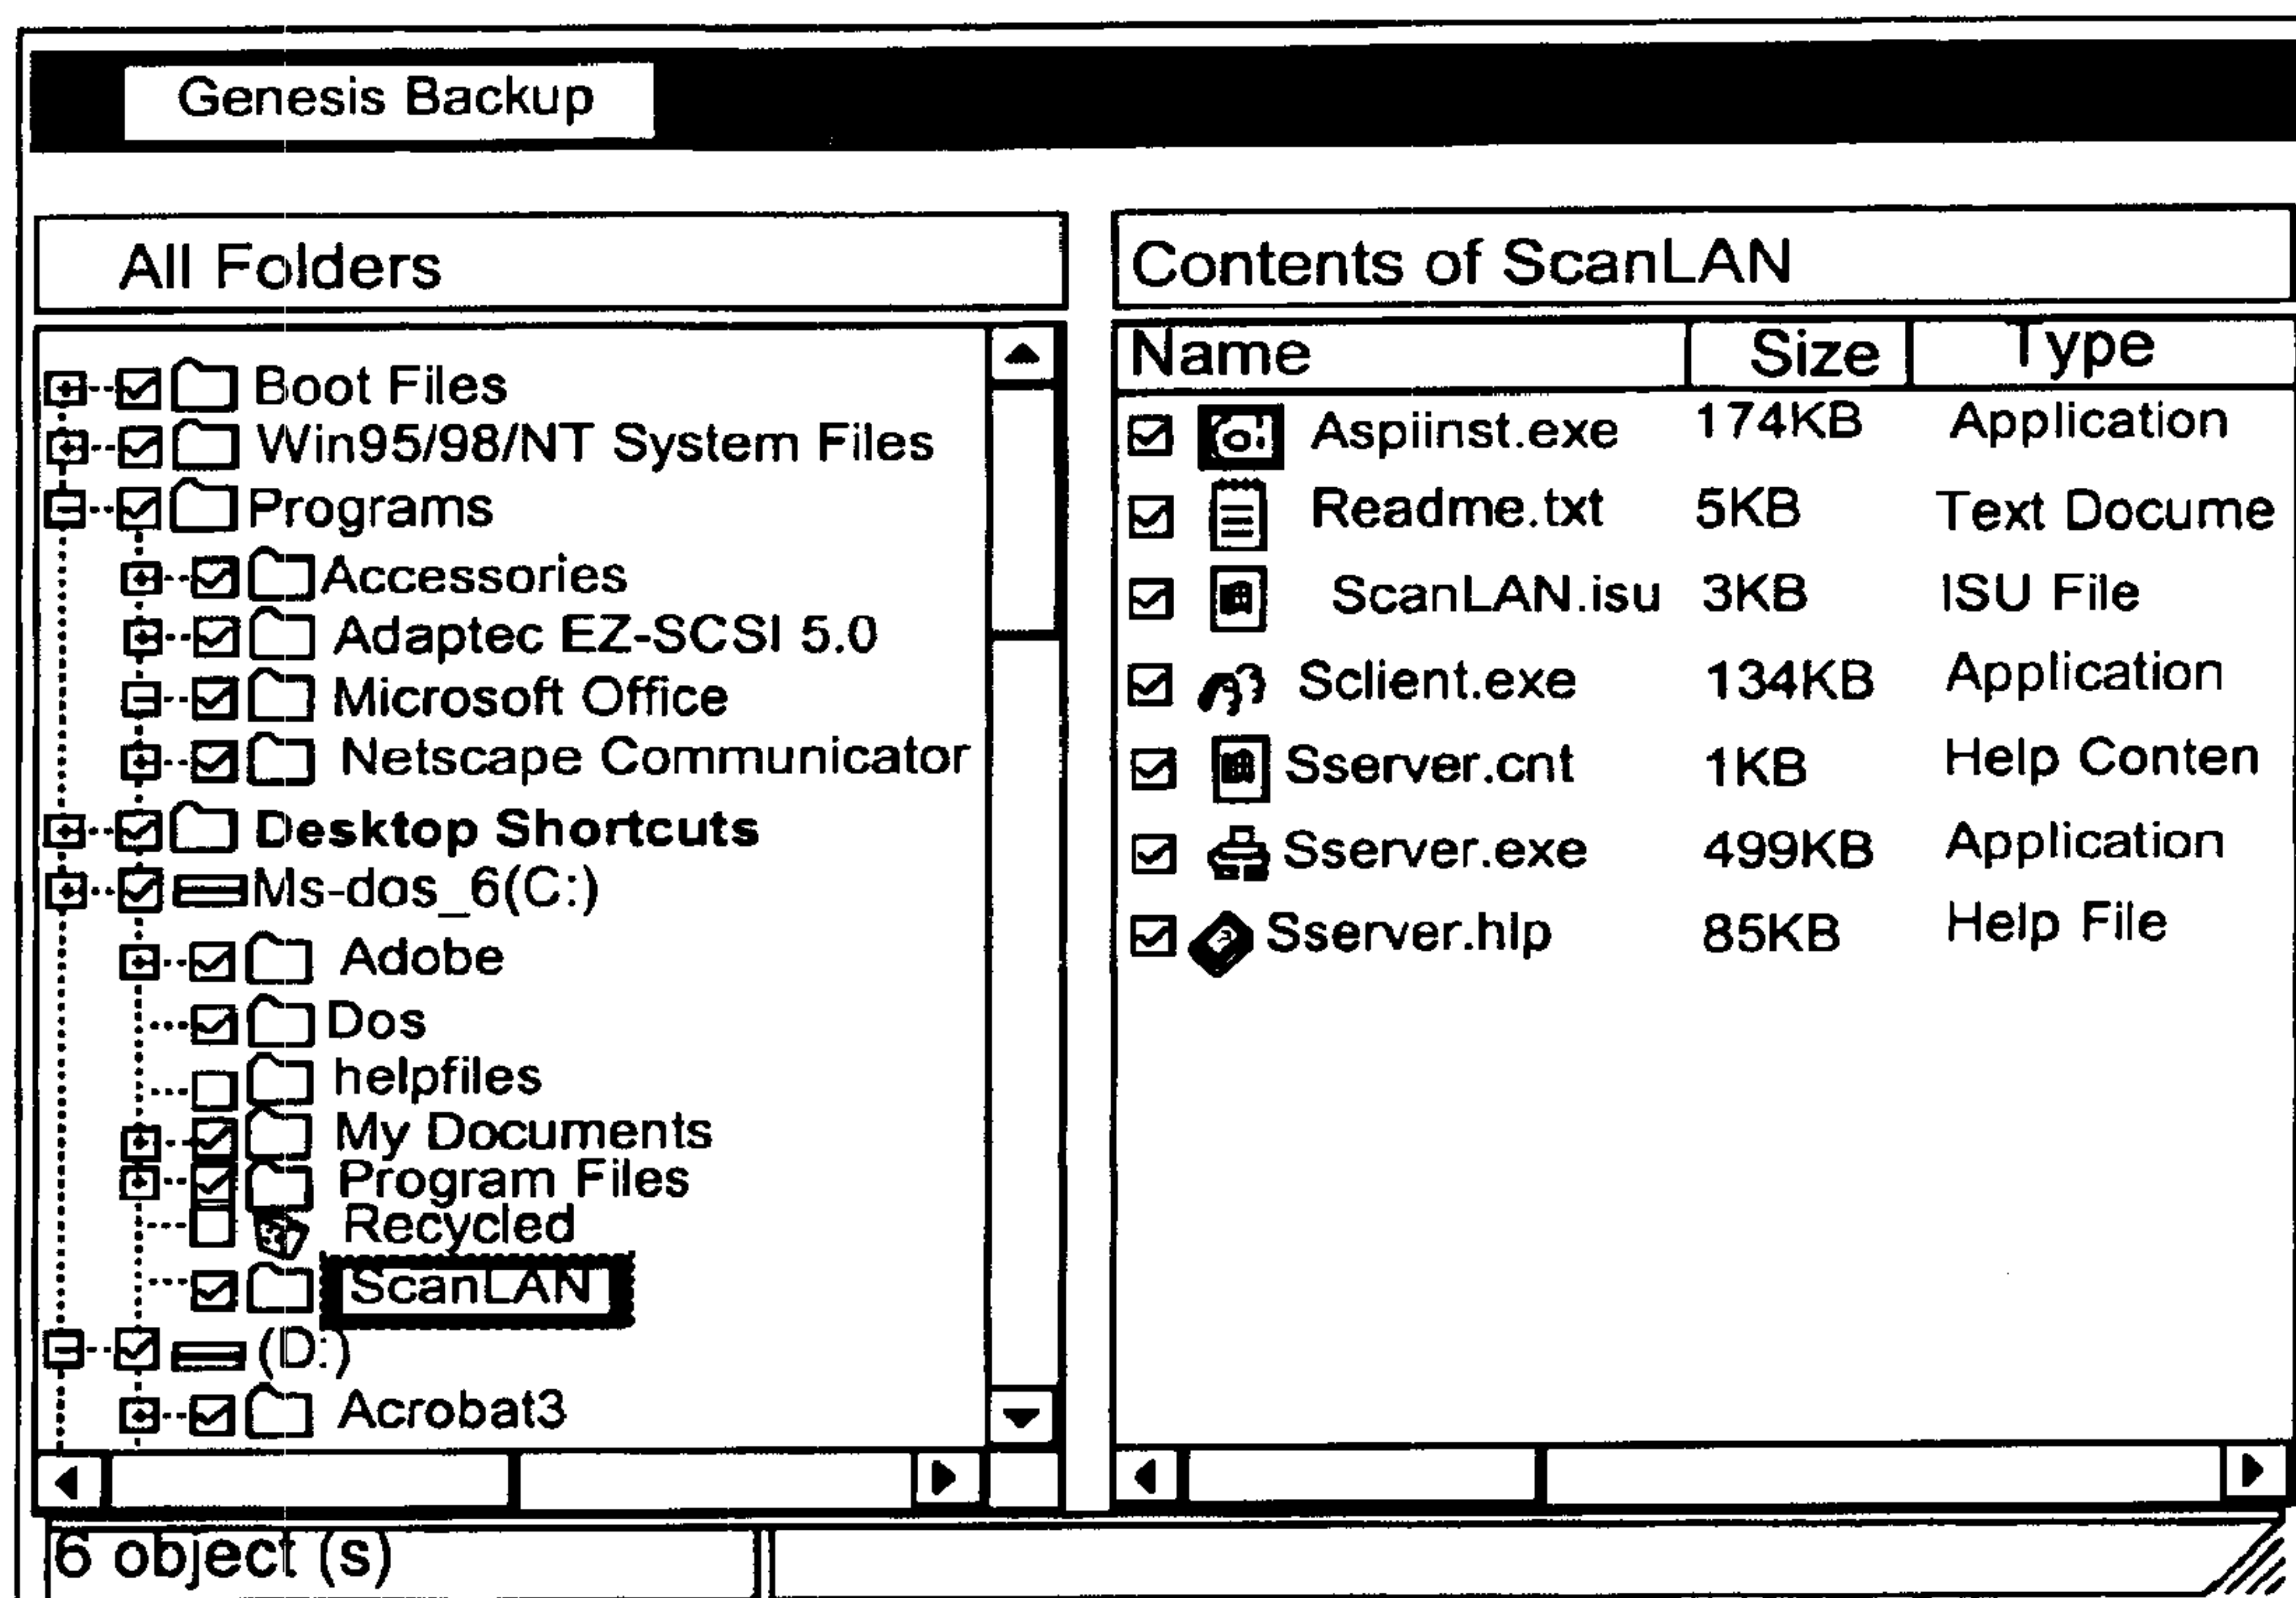 Genesis Backup
All Folders
Boot Files
Win95/98/NT System Files
Programs
Accessories
Adaptec EZ-SCSI 5.0
Microsoft Office
Netscape Communicator
Desktop Shortcuts
Ms-dos_6(C:)
Adobe
Dos
helpfiles
My Documents
Program Files
Recycled
ScanLAN
(D:)
Acrobat3
Contents of ScanLAN
Name Size Type
Aspiinst.exe 174KB Application
Readme.txt 5KB Text Docume
ScanLAN.isu 3KB ISU File
Sclient.exe 134KB Application
Sserver.cnt 1KB Help Conten
Sserver.exe 499KB Application
Sserver.hlp 85KB Help File
6 object (s)